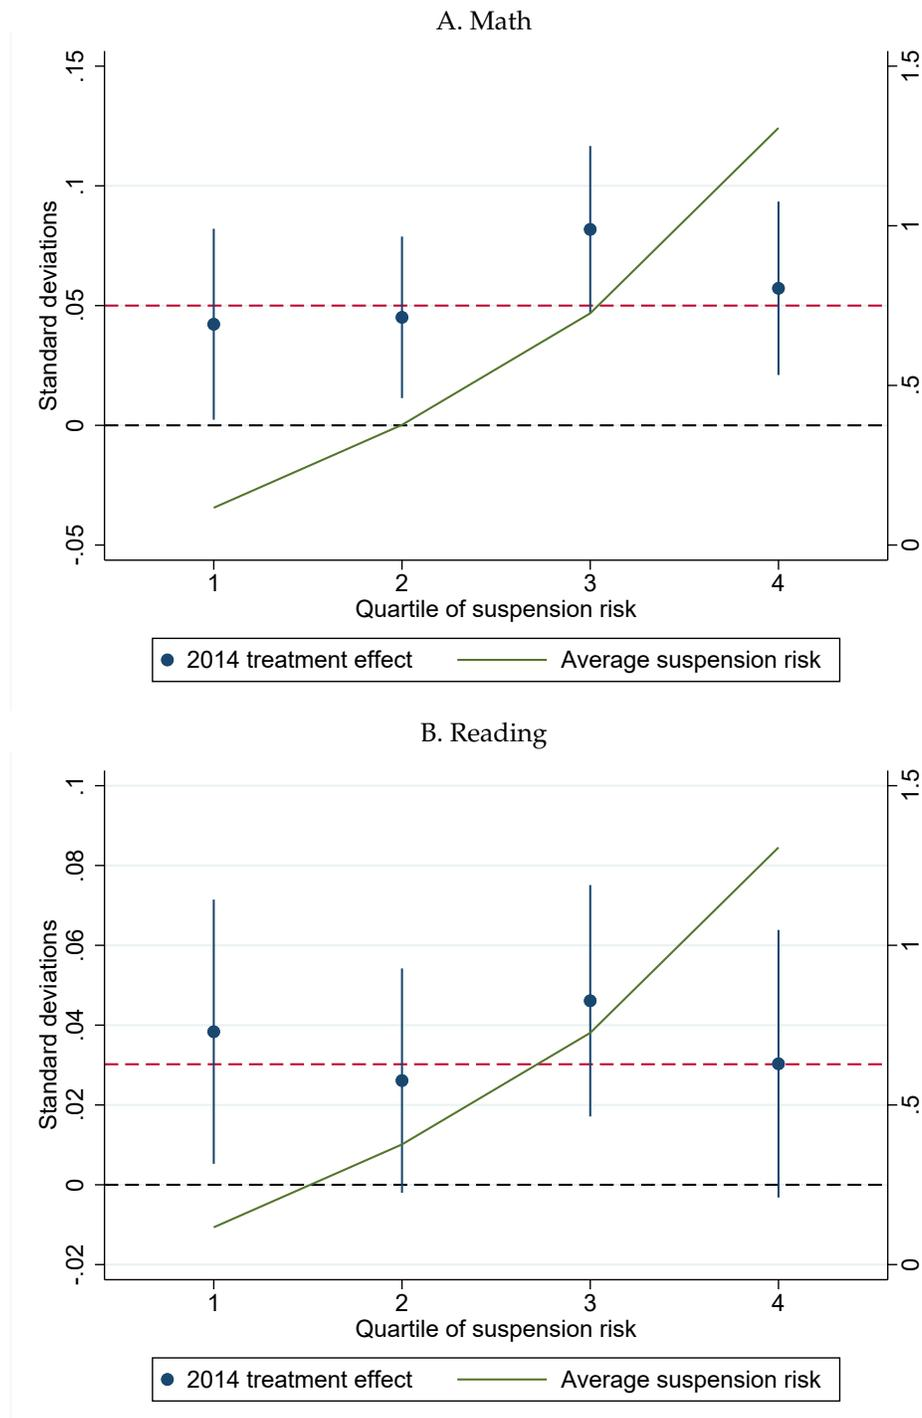 A. Math
.15
.1
.05
0
-.05
Standard deviations
1.5
1
.5
0
1 2 3 4
Quartile of suspension risk
2014 treatment effect Average suspension risk
B. Reading
.1
.08
.06
.04
.02
0
-.02
Standard deviations
1.5
1
.5
0
1 2 3 4
Quartile of suspension risk
2014 treatment effect Average suspension risk